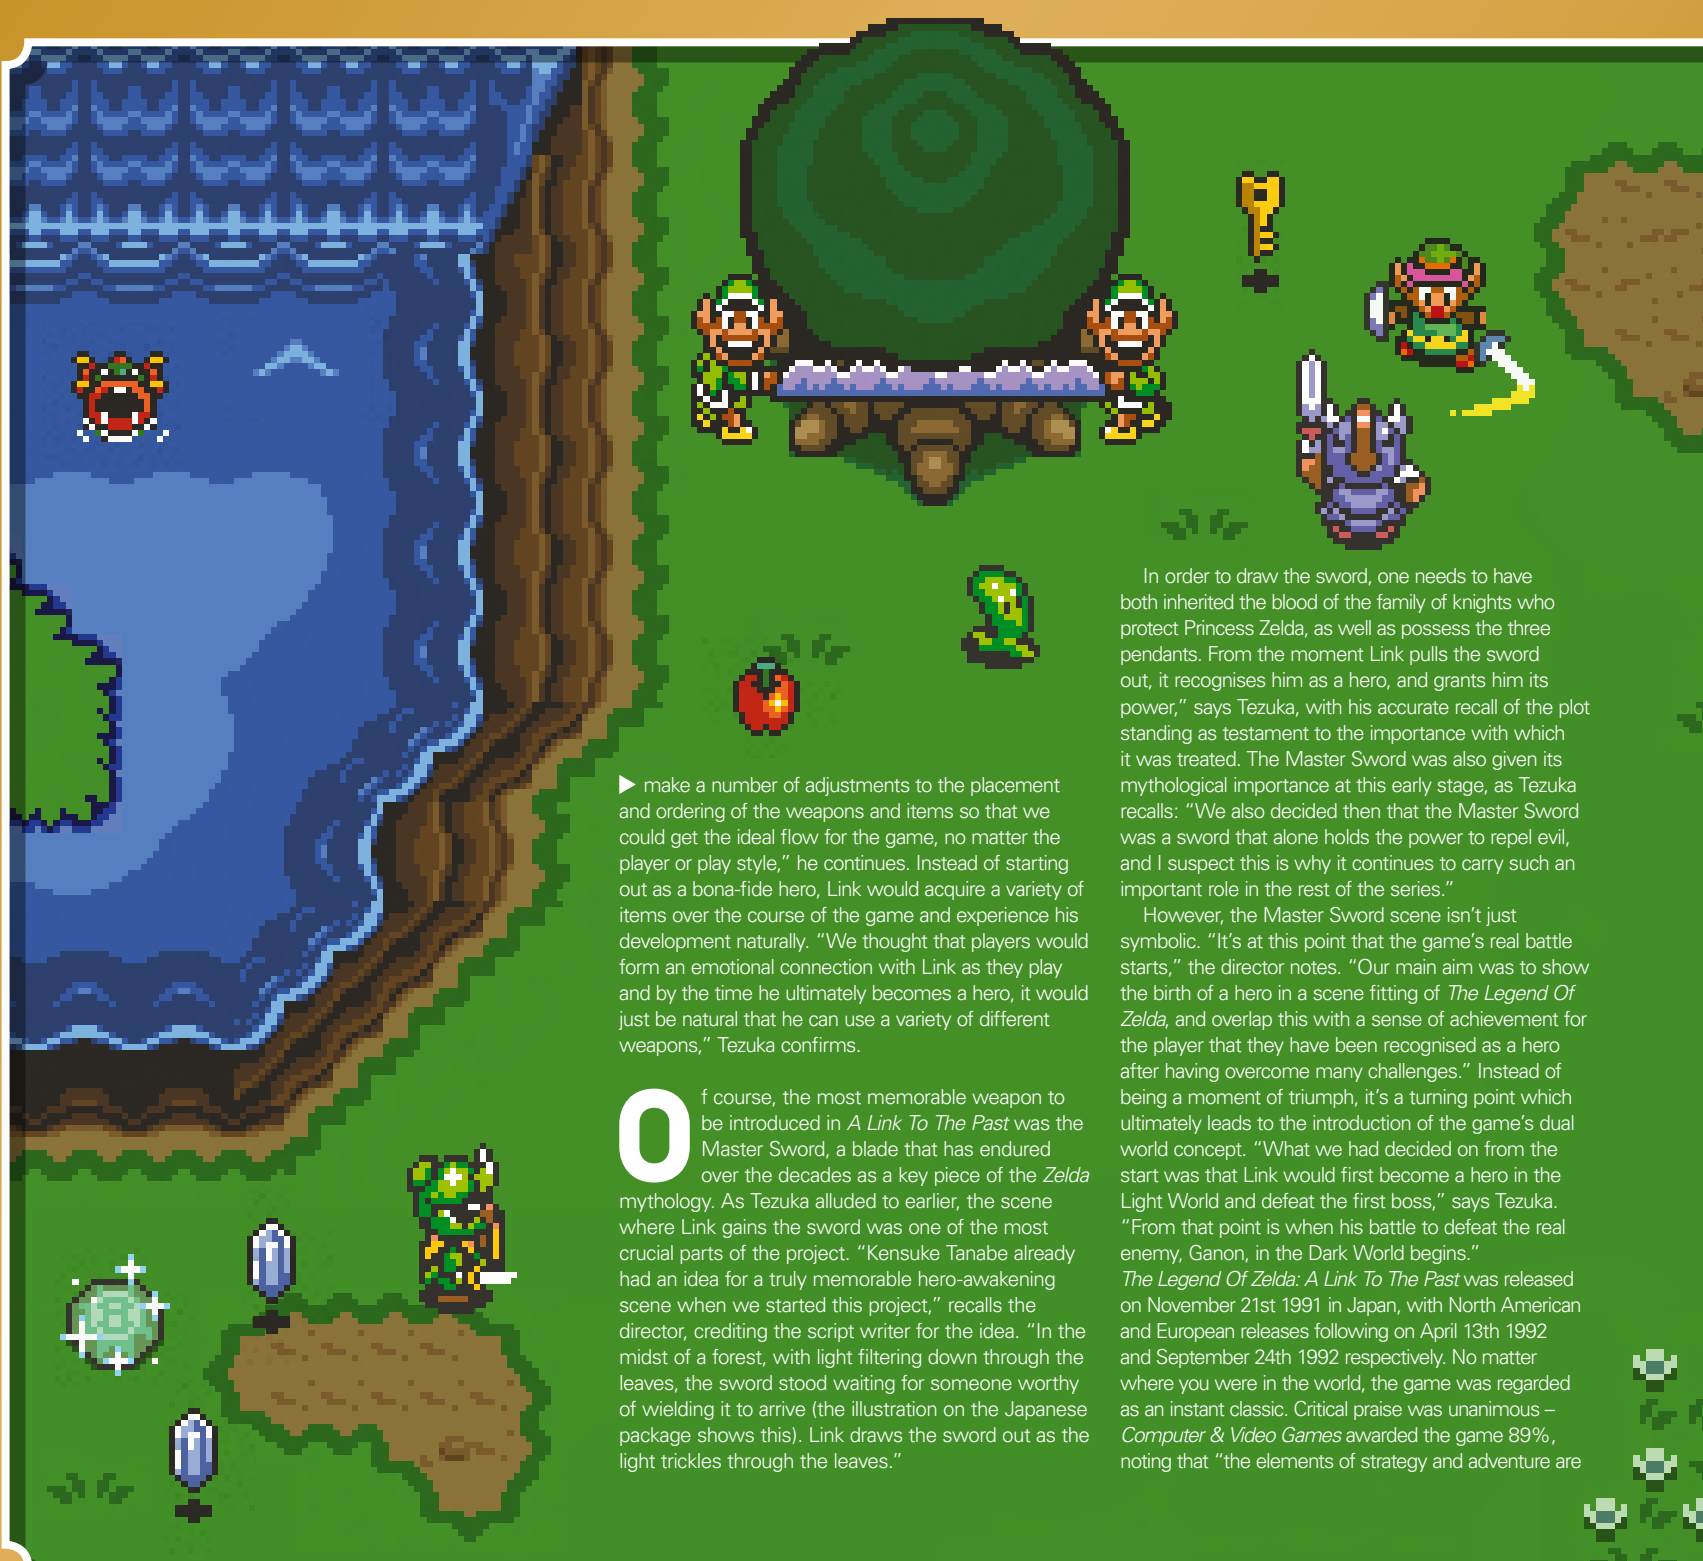 ▶ make a number of adjustments to the placement
and ordering of the weapons and items so that we
could get the ideal flow for the game, no matter the
player or play style,” he continues. Instead of starting
out as a bona-fide hero, Link would acquire a variety of
items over the course of the game and experience his
development naturally. “We thought that players would
form an emotional connection with Link as they play
and by the time he ultimately becomes a hero, it would
just be natural that he can use a variety of different
weapons,” Tezuka confirms.
Of course, the most memorable weapon to
be introduced in A Link To The Past was the
Master Sword, a blade that has endured
over the decades as a key piece of the Zelda
mythology. As Tezuka alluded to earlier, the scene
where Link gains the sword was one of the most
crucial parts of the project. “Kensuke Tanabe already
had an idea for a truly memorable hero-awakening
scene when we started this project,” recalls the
director, crediting the script writer for the idea. “In the
midst of a forest, with light filtering down through the
leaves, the sword stood waiting for someone worthy
of wielding it to arrive (the illustration on the Japanese
package shows this). Link draws the sword out as the
light trickles through the leaves.”
In order to draw the sword, one needs to have
both inherited the blood of the family of knights who
protect Princess Zelda, as well as possess the three
pendants. From the moment Link pulls the sword
out, it recognises him as a hero, and grants him its
power,” says Tezuka, with his accurate recall of the plot
standing as testament to the importance with which
it was treated. The Master Sword was also given its
mythological importance at this early stage, as Tezuka
recalls: “We also decided then that the Master Sword
was a sword that alone holds the power to repel evil,
and I suspect this is why it continues to carry such an
important role in the rest of the series.”
However, the Master Sword scene isn’t just
symbolic. “It’s at this point that the game’s real battle
starts,” the director notes. “Our main aim was to show
the birth of a hero in a scene fitting of The Legend Of
Zelda, and overlap this with a sense of achievement for
the player that they have been recognised as a hero
after having overcome many challenges.” Instead of
being a moment of triumph, it’s a turning point which
ultimately leads to the introduction of the game’s dual
world concept. “What we had decided on from the
start was that Link would first become a hero in the
Light World and defeat the first boss,” says Tezuka.
“From that point is when his battle to defeat the real
enemy, Ganon, in the Dark World begins.”
The Legend Of Zelda: A Link To The Past was released
on November 21st 1991 in Japan, with North American
and European releases following on April 13th 1992
and September 24th 1992 respectively. No matter
where you were in the world, the game was regarded
as an instant classic. Critical praise was unanimous –
Computer & Video Games awarded the game 89%,
noting that “the elements of strategy and adventure are